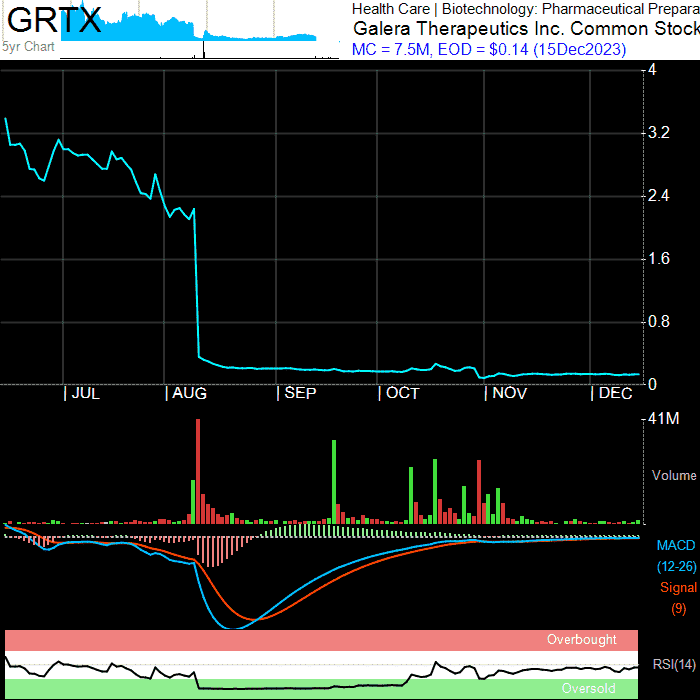 GRTX
5yr Chart
Health Care | Biotechnology: Pharmaceutical Prepara
Galera Therapeutics Inc. Common Stock
MC = 7.5M, EOD = $0.14 (15Dec2023)
4
3.2
2.4
1.6
0.8
0
| JUL | AUG | SEP | OCT | NOV | DEC
41M
Volume
MACD
(12-26)
Signal
(9)
Overbought
RSI(14)
Oversold